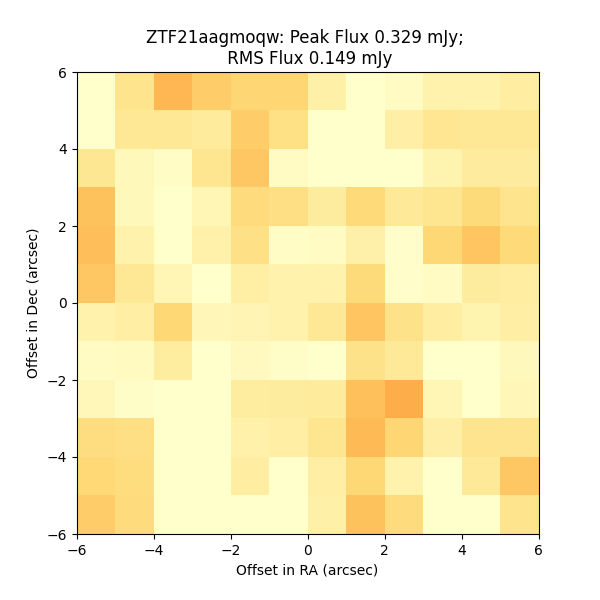 ZTF21aagmoqw: Peak Flux 0.329 mJy;
RMS Flux 0.149 mJy
6
4
2
0
−2
−4
−6
Offset in Dec (arcsec)
−6 −4 −2 0 2 4 6
Offset in RA (arcsec)